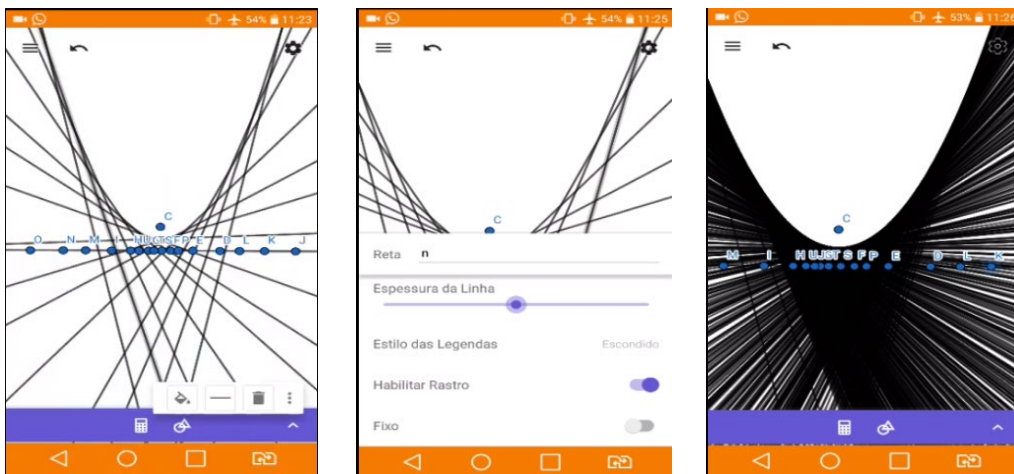 54% 11:23
C
O N M I H U G T S F P E D L K J
54% 11:25
C
Reta n
Espessura da Linha
Estilo das Legendas Escondido
Habilitar Rastro
Fixo
53% 11:26
C
M I H U J G T S F P E D L K